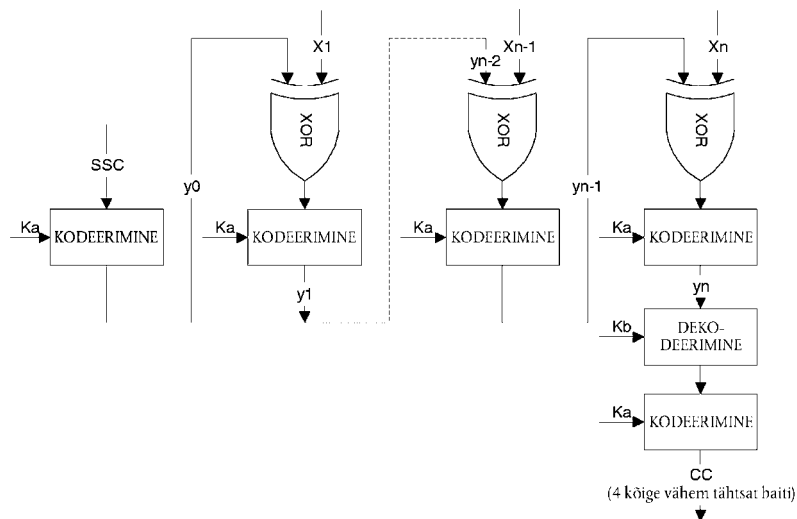 X1
Xn-1
yn-2
Xn
XOR
XOR
XOR
SSC
y0
yn-1
Ka
KODEERIMINE
Ka
KODEERIMINE
Ka
KODEERIMINE
Ka
KODEERIMINE
y1
yn
Kb
DEKO-
DEERIMINE
Ka
KODEERIMINE
CC
(4 kõige vähem tähtsat baiti)